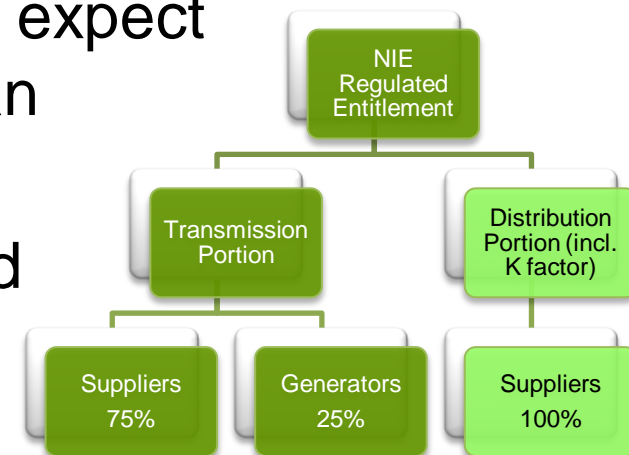 expect
NIE
Regulated
Entitlement
Transmission
Portion
Distribution
Portion (incl.
K factor)
Suppliers
75%
Generators
25%
Suppliers
100%